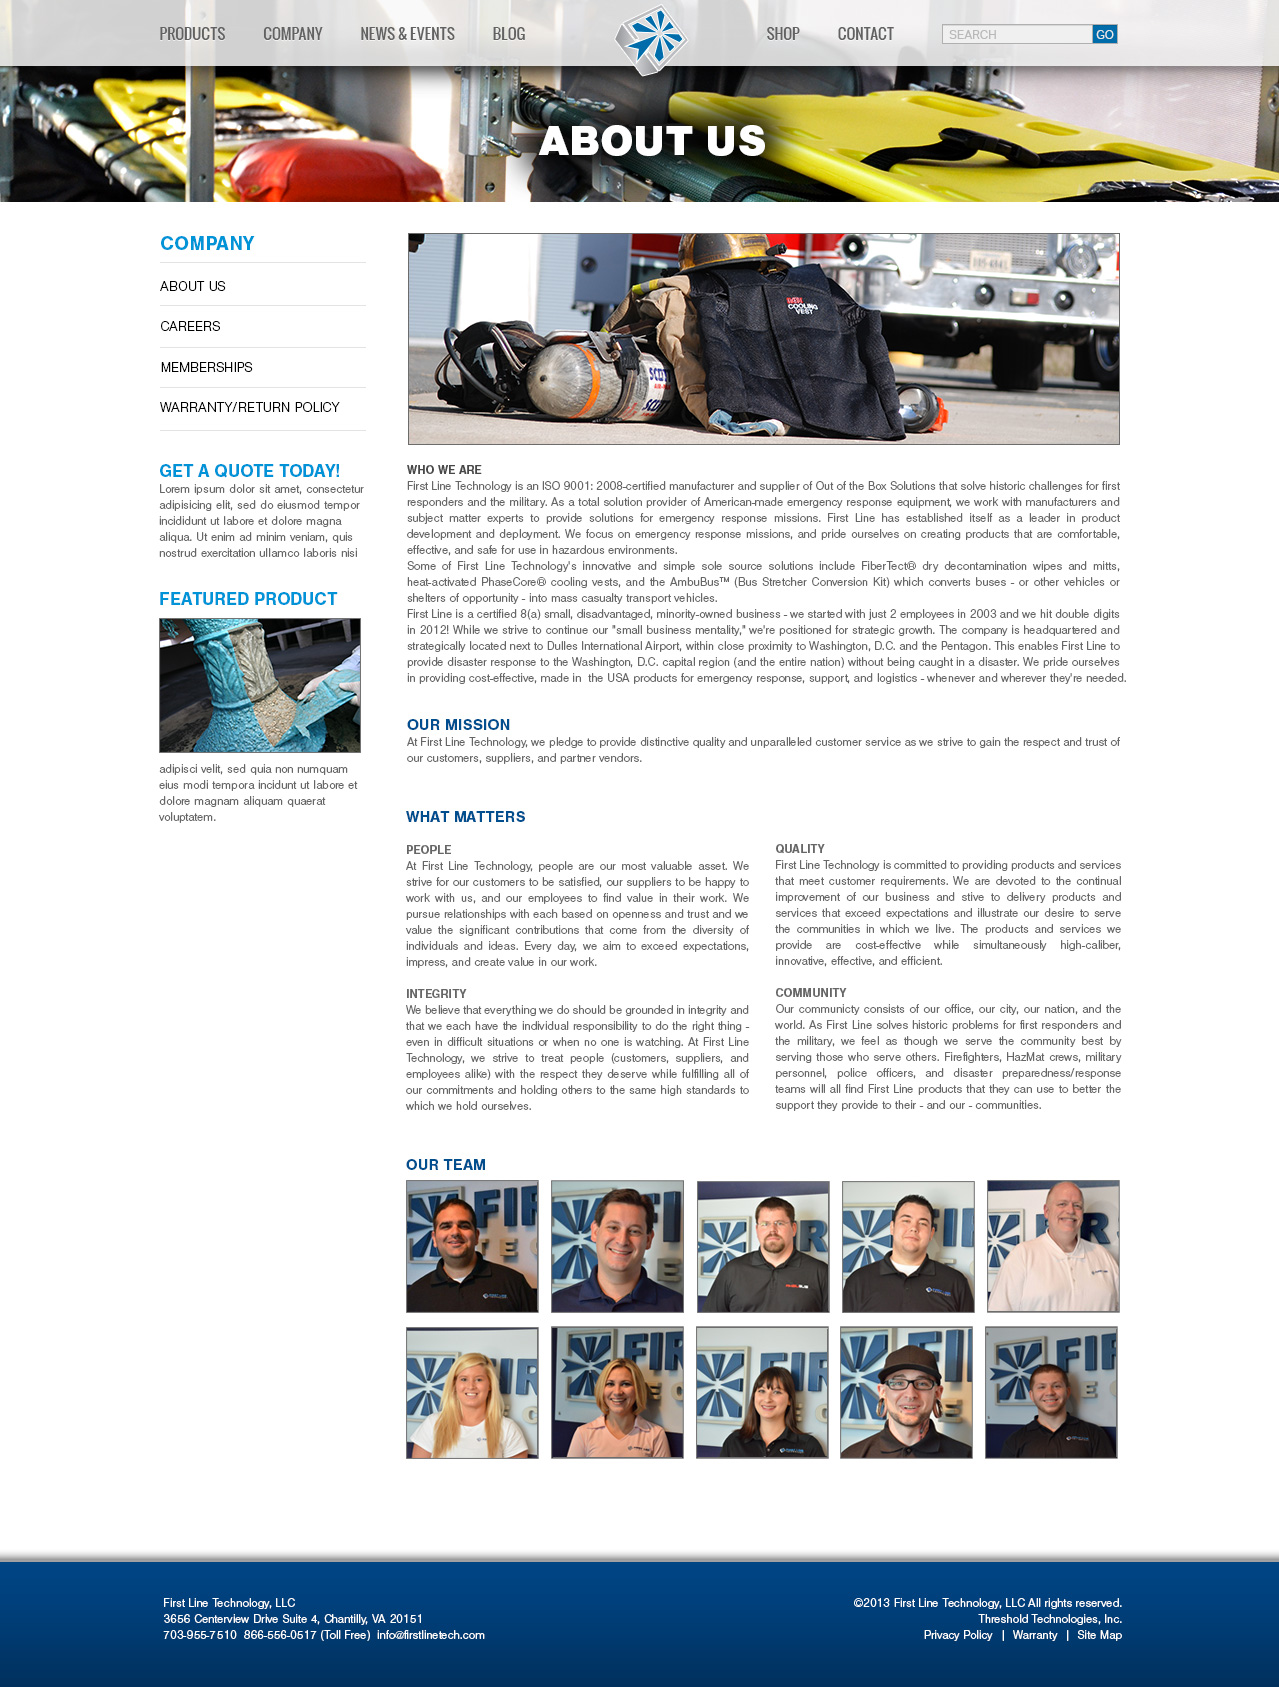 PRODUCTS COMPANY NEWS & EVENTS BLOG SHOP CONTACT SEARCH GO
ABOUT US
COMPANY
ABOUT US
CAREERS
MEMBERSHIPS
WARRANTY/RETURN POLICY
GET A QUOTE TODAY!
Lorem ipsum dolor sit amet, consectetur
adipisicing elit, sed do eiusmod tempor
incididunt ut labore et dolore magna
aliqua. Ut enim ad minim veniam, quis
nostrud exercitation ullamco laboris nisi
FEATURED PRODUCT
adipisci velit, sed quia non numquam
eius modi tempora incidunt ut labore et
dolore magnam aliquam quaerat
voluptatem.
COOLING
VEST
SCOTT
SCOTT
WHO WE ARE
First Line Technology is an ISO 9001: 2008-certified manufacturer and supplier of Out of the Box Solutions that solve historic challenges for first
responders and the military. As a total solution provider of American-made emergency response equipment, we work with manufacturers and
subject matter experts to provide solutions for emergency response missions. First Line has established itself as a leader in product
development and deployment. We focus on emergency response missions, and pride ourselves on creating products that are comfortable,
effective, and safe for use in hazardous environments.
Some of First Line Technology's innovative and simple sole source solutions include FiberTect® dry decontamination wipes and mitts,
heat-activated PhaseCore® cooling vests, and the AmbuBus™ (Bus Stretcher Conversion Kit) which converts buses - or other vehicles or
shelters of opportunity - into mass casualty transport vehicles.
First Line is a certified 8(a) small, disadvantaged, minority-owned business - we started with just 2 employees in 2003 and we hit double digits
in 2012! While we strive to continue our "small business mentality," we're positioned for strategic growth. The company is headquartered and
strategically located next to Dulles International Airport, within close proximity to Washington, D.C. and the Pentagon. This enables First Line to
provide disaster response to the Washington, D.C. capital region (and the entire nation) without being caught in a disaster. We pride ourselves
in providing cost-effective, made in the USA products for emergency response, support, and logistics - whenever and wherever they're needed.
OUR MISSION
At First Line Technology, we pledge to provide distinctive quality and unparalleled customer service as we strive to gain the respect and trust of
our customers, suppliers, and partner vendors.
WHAT MATTERS
PEOPLE
At First Line Technology, people are our most valuable asset. We
strive for our customers to be satisfied, our suppliers to be happy to
work with us, and our employees to find value in their work. We
pursue relationships with each based on openness and trust and we
value the significant contributions that come from the diversity of
individuals and ideas. Every day, we aim to exceed expectations,
impress, and create value in our work.
INTEGRITY
We believe that everything we do should be grounded in integrity and
that we each have the individual responsibility to do the right thing -
even in difficult situations or when no one is watching. At First Line
Technology, we strive to treat people (customers, suppliers, and
employees alike) with the respect they deserve while fulfilling all of
our commitments and holding others to the same high standards to
which we hold ourselves.
QUALITY
First Line Technology is committed to providing products and services
that meet customer requirements. We are devoted to the continual
improvement of our business and stive to delivery products and
services that exceed expectations and illustrate our desire to serve
the communities in which we live. The products and services we
provide are cost-effective while simultaneously high-caliber,
innovative, effective, and efficient.
COMMUNITY
Our communicty consists of our office, our city, our nation, and the
world. As First Line solves historic problems for first responders and
the military, we feel as though we serve the community best by
serving those who serve others. Firefighters, HazMat crews, military
personnel, police officers, and disaster preparedness/response
teams will all find First Line products that they can use to better the
support they provide to their - and our - communities.
OUR TEAM
First Line Technology, LLC
3656 Centerview Drive Suite 4, Chantilly, VA 20151
703-955-7510 866-556-0517 (Toll Free) info@firstlinetech.com
©2013 First Line Technology, LLC All rights reserved.
Threshold Technologies, Inc.
Privacy Policy | Warranty | Site Map